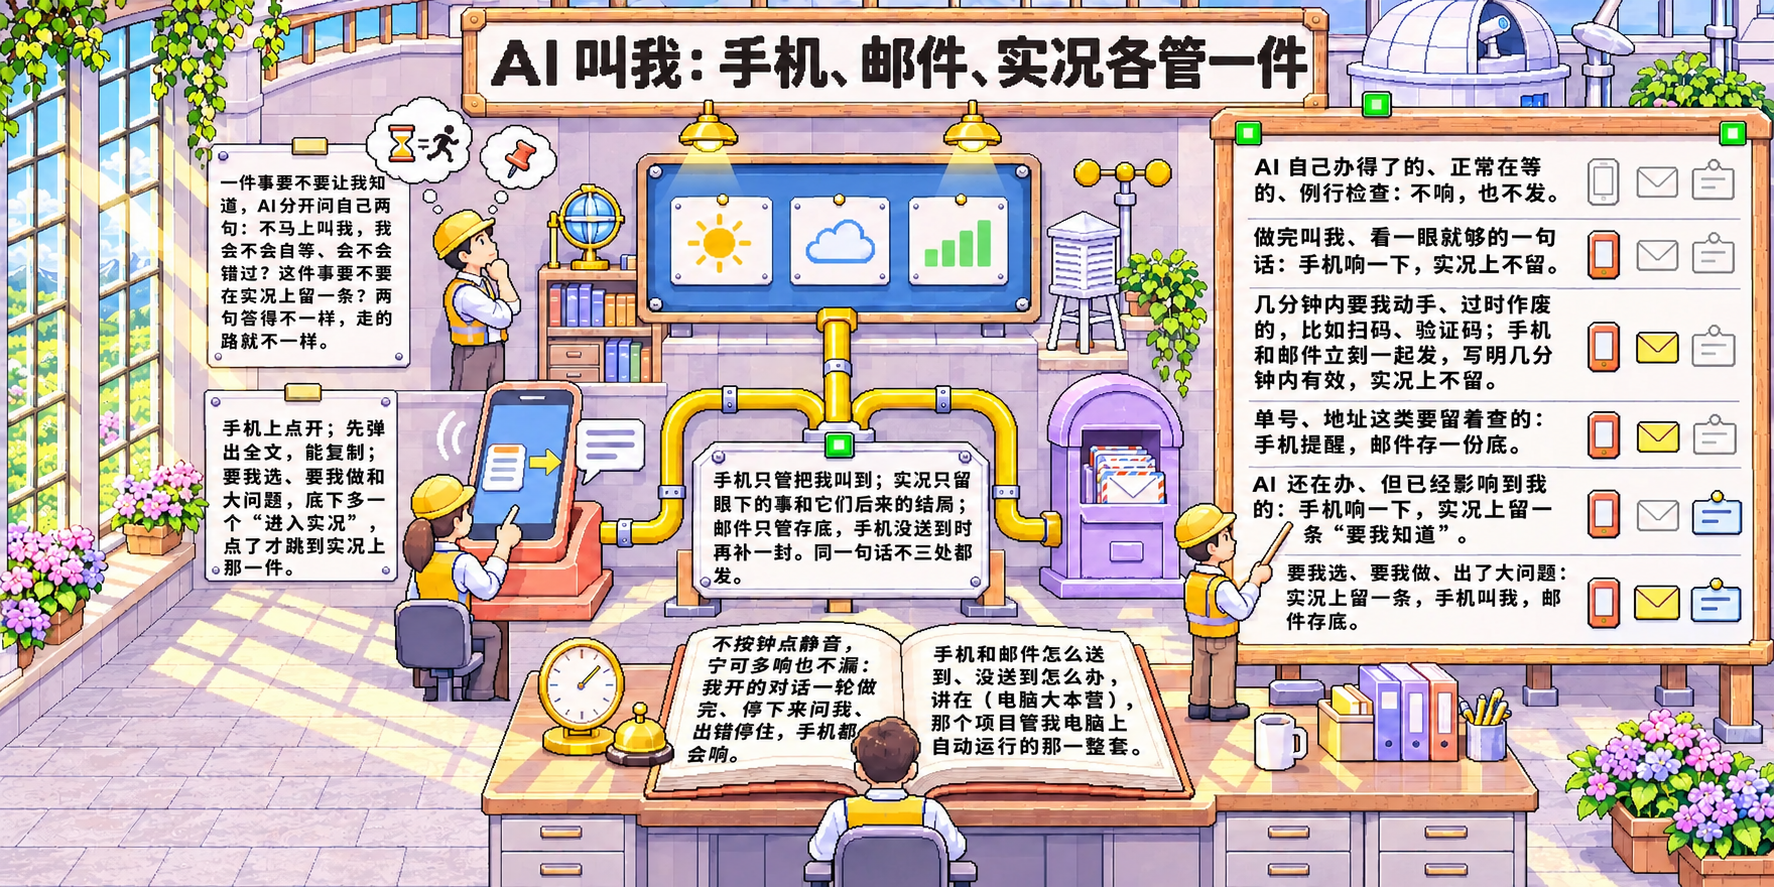 AI 叫我：手机、邮件、实况各管一件
一件事要不要让我知
道，AI分开问自己两
句：不马上叫我，我
会不会自等、会不会
错过？这件事要不要
在实况上留一条？两
句答得不一样，走的
路就不一样。
手机上点开；先弹
出全文，能复制；
要我选、要我做和
大问题，底下多一
个“进入实况”，
点了才跳到实况上
那一件。
手机只管把我叫到；实况只留
眼下的事和它们后来的结局；
邮件只管存底，手机没送到时
再补一封。同一句话不三处都
发。
AI 自己办得了的、正常在等
的、例行检查：不响，也不发。
做完叫我、看一眼就够的一句
话：手机响一下，实况上不留。
几分钟内要我动手、过时作废
的，比如扫码、验证码；手机
和邮件立刻一起发，写明几分
钟内有效，实况上不留。
单号、地址这类要留着查的：
手机提醒，邮件存一份底。
AI 还在办、但已经影响到我
的：手机响一下，实况上留一
条“要我知道”。
要我选、要我做、出了大问题：
实况上留一条，手机叫我，邮
件存底。
不按钟点静音，
宁可多响也不漏：
我开的对话一轮做
完、停下来问我、
出错停住，手机都
会响。
手机和邮件怎么送
到、没送到怎么办，
讲在（电脑大本营），
那个项目管我电脑上
自动运行的那一整套。